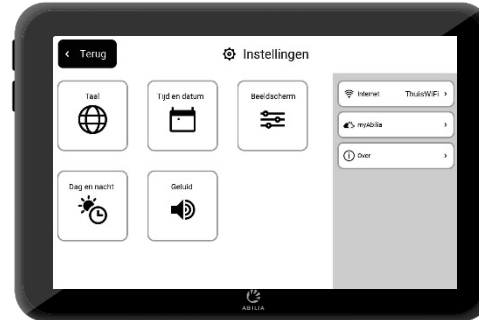 Terug
Instellingen
Taal
Tijd en datum
Beeldscherm
Dag en nacht
Geluid
Internet ThuisWiFi
myAbilia
Over
ABILIA